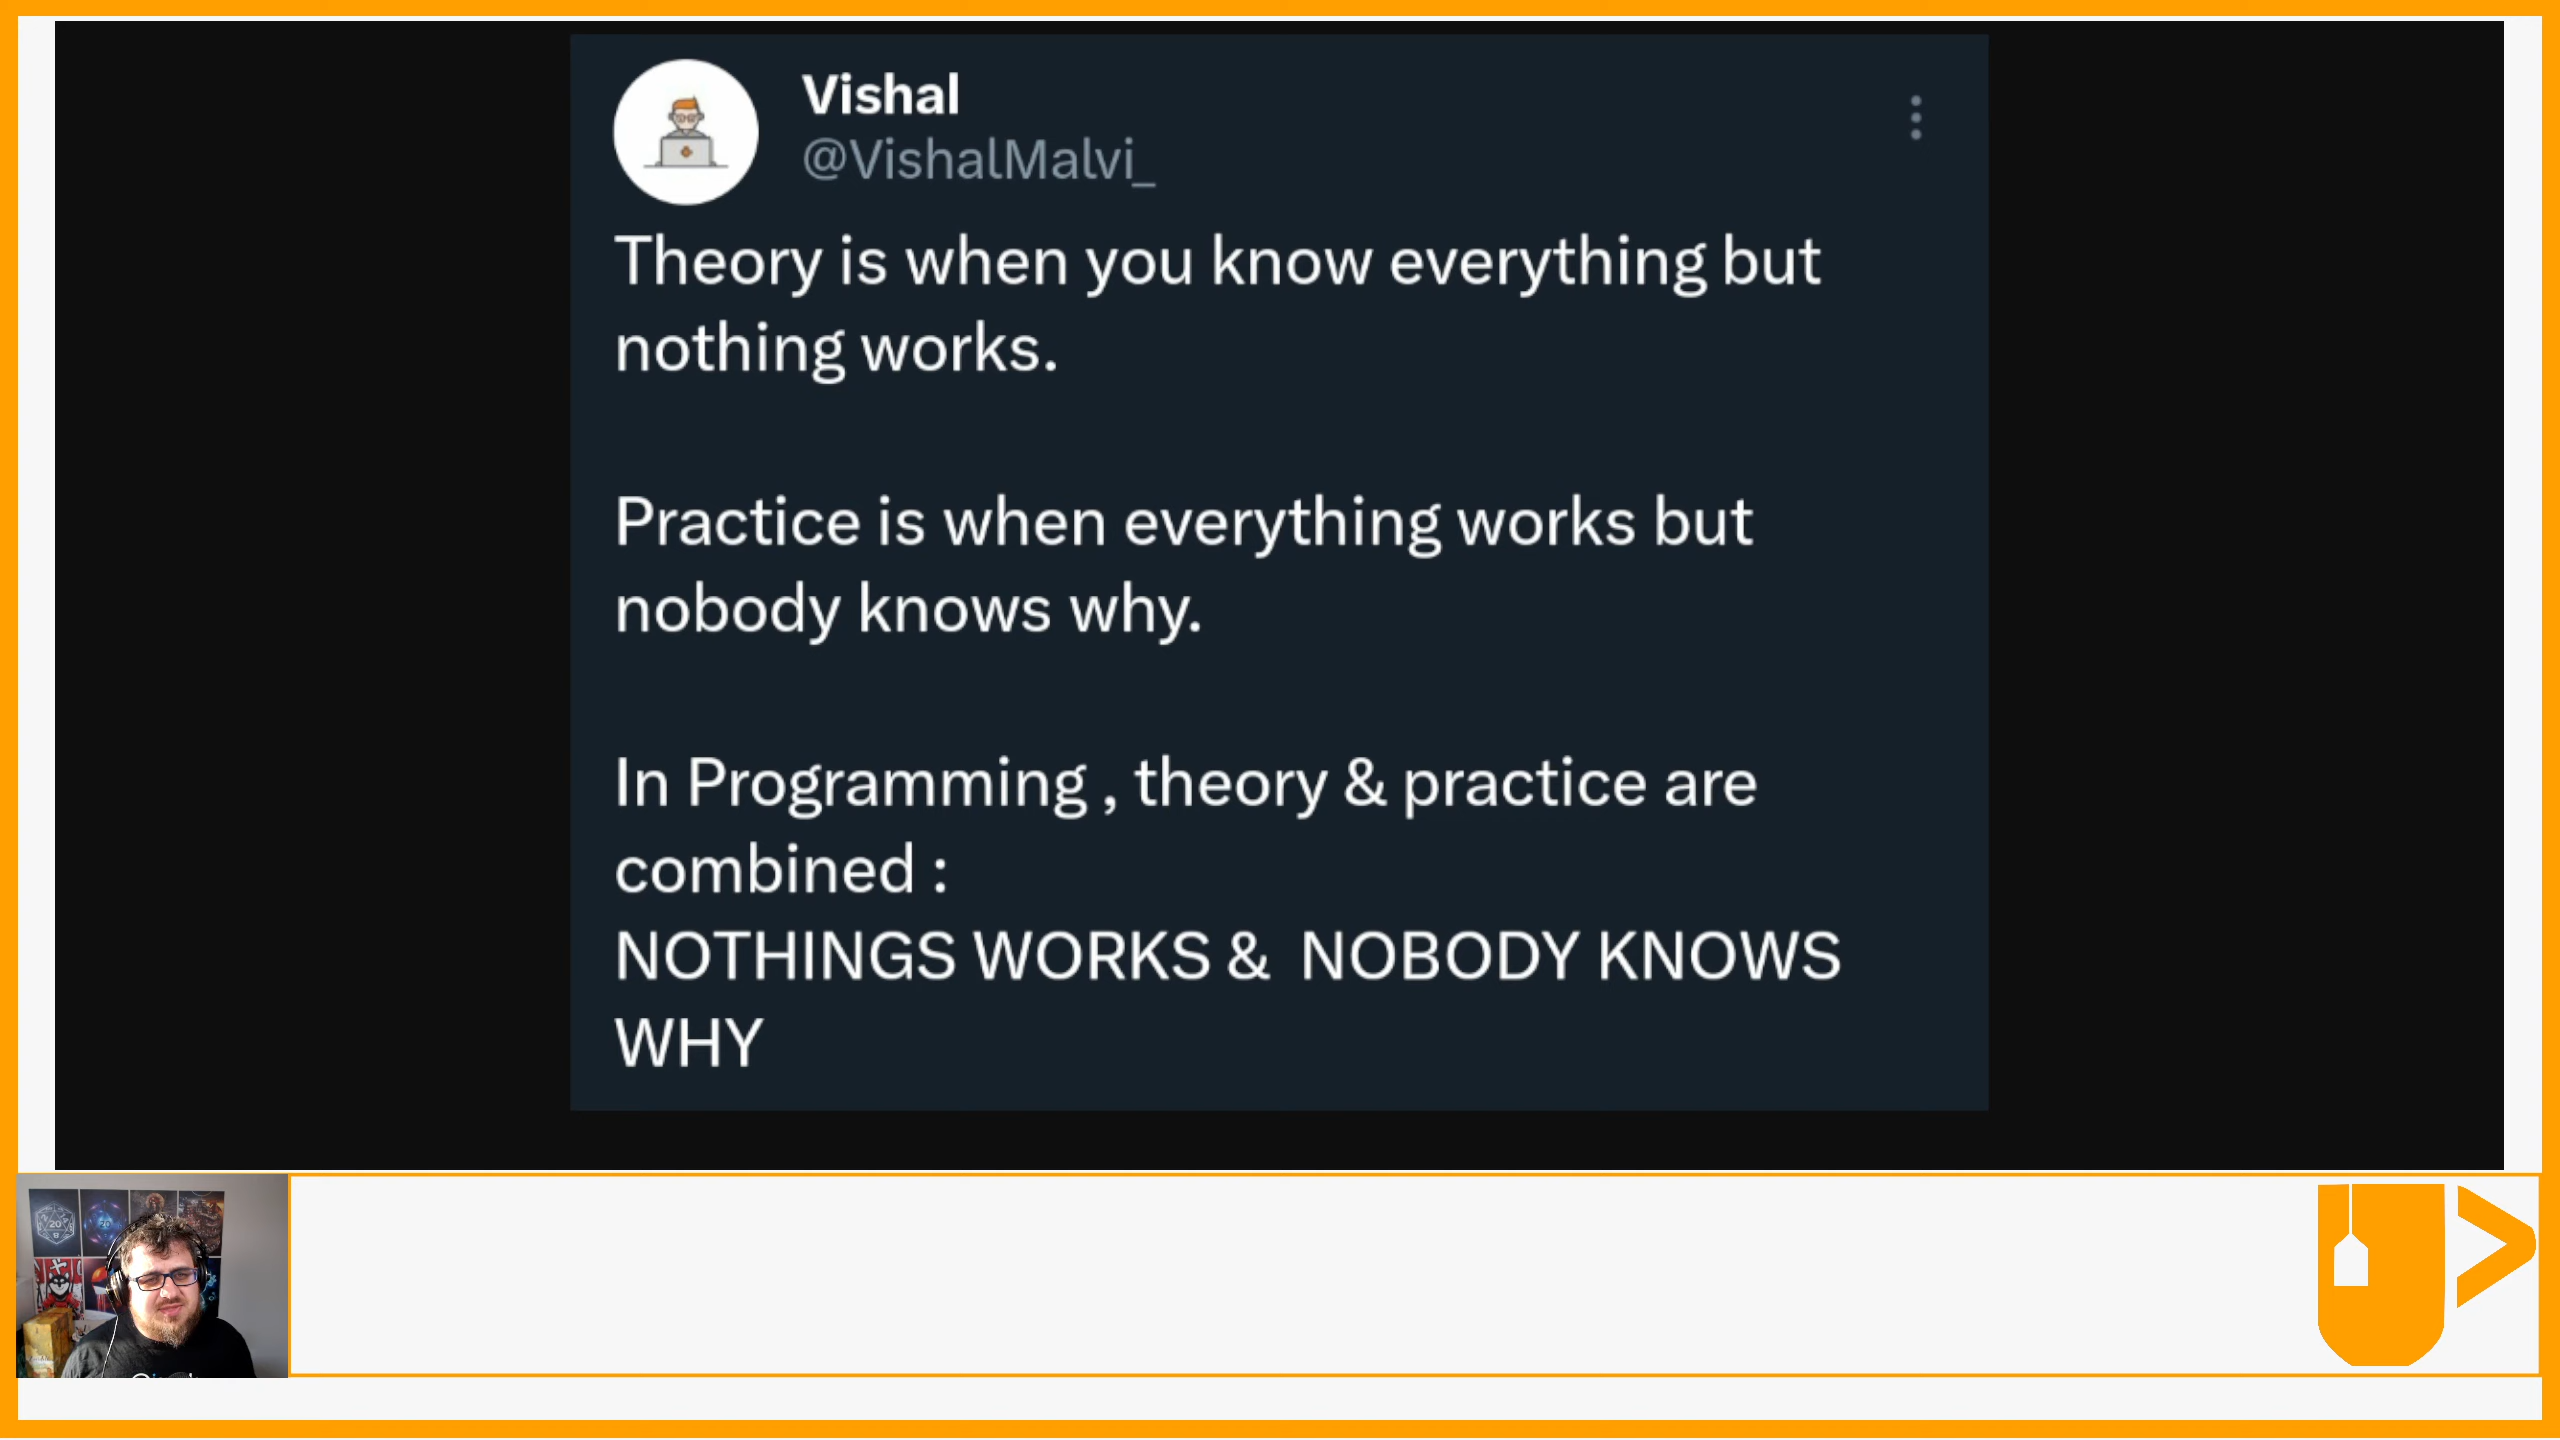 Vishal
@VishalMalvi_
Theory is when you know everything but
nothing works.
Practice is when everything works but
nobody knows why.
In Programming , theory & practice are
combined :
NOTHINGS WORKS &  NOBODY KNOWS
WHY
20